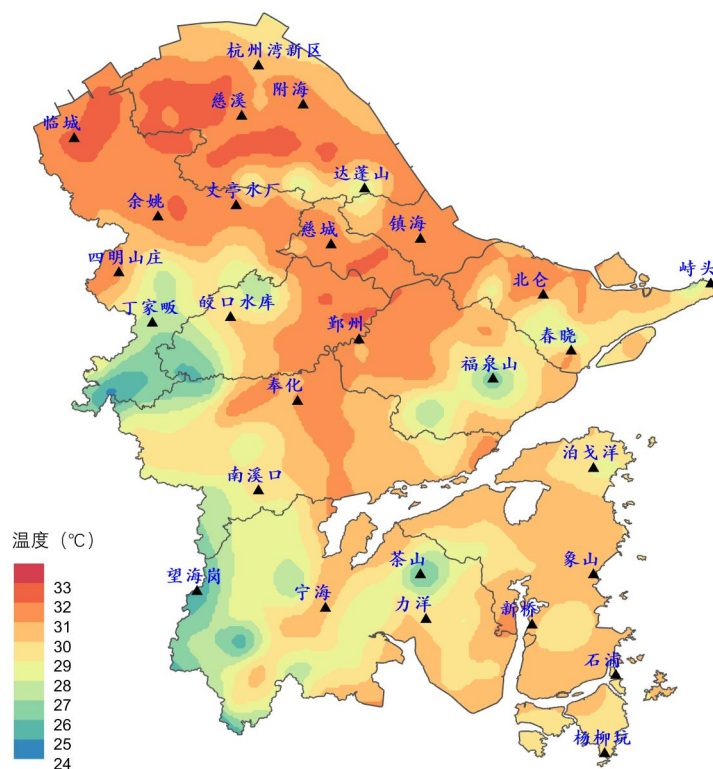 杭州湾新区
附海
慈溪
临城
达蓬山
余姚
丈亭水厂
慈城
镇海
四明山庄
峙头
北仑
丁家畈
皎口水库
鄞州
春晓
福泉山
奉化
泊戈洋
南溪口
温度 (℃)
33
32
31
30
29
28
27
26
25
24
望海岗
茶山
象山
宁海
力洋
新桥
石浦
杨柳坑